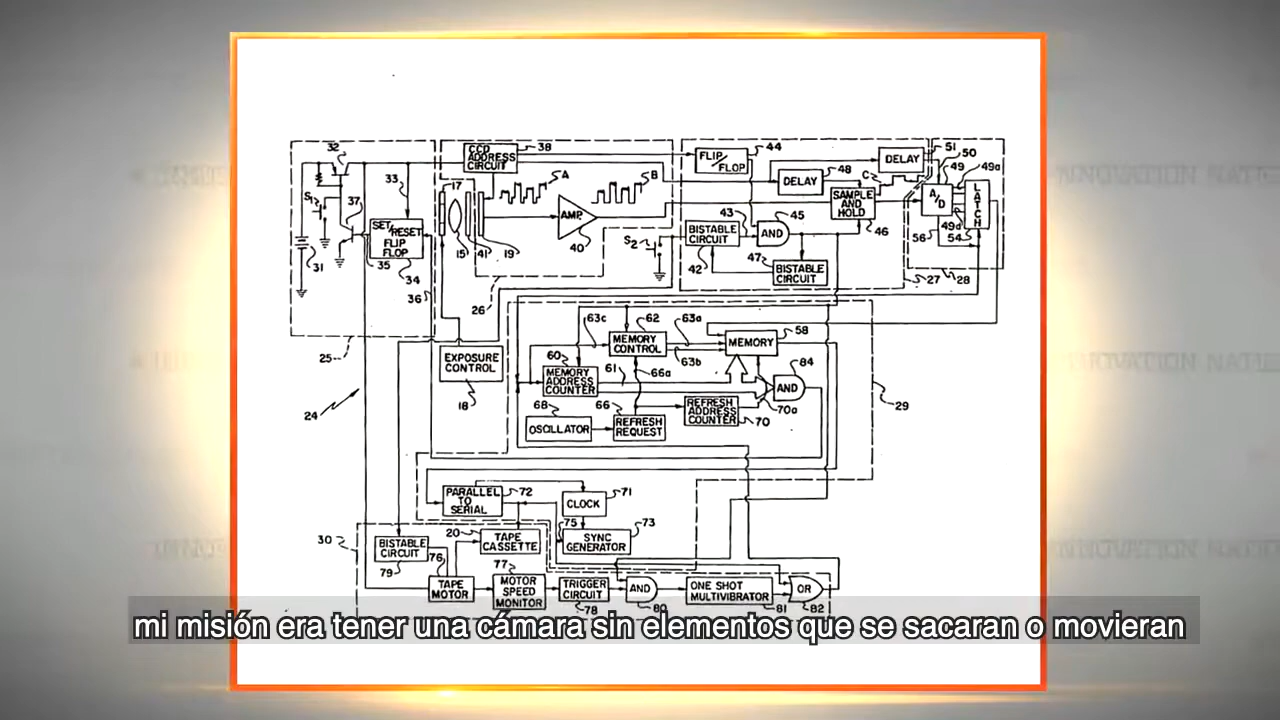 32
CCD
ADDRESS
CIRCUIT
38
FLIP/
/FLOP
44
DELAY
51
50
33
17
A
B
DELAY
48
C
49
49a
S1
37
SET/
/RESET
FLIP
FLOP
AMP.
40
15
41
19
S2
BISTABLE
CIRCUIT
43
42
AND
45
SAMPLE
AND
HOLD
46
A/D
LATCH
49d
54
56
47
BISTABLE
CIRCUIT
31
35
34
36
26
27
28
25
63c
62
63a
58
MEMORY
CONTROL
MEMORY
63b
60
MEMORY
ADDRESS
COUNTER
61
66a
84
AND
EXPOSURE
CONTROL
18
24
68
66
OSCILLATOR
REFRESH
REQUEST
REFRESH
ADDRESS
COUNTER
70
70a
29
PARALLEL
TO
SERIAL
72
CLOCK
71
30
20
TAPE
CASSETTE
75
SYNC
GENERATOR
73
BISTABLE
CIRCUIT
79
76
TAPE
MOTOR
77
MOTOR
SPEED
MONITOR
TRIGGER
CIRCUIT
78
AND
80
ONE SHOT
MULTIVIBRATOR
81
OR
82
mi misión era tener una cámara sin elementos que se sacaran o movieran